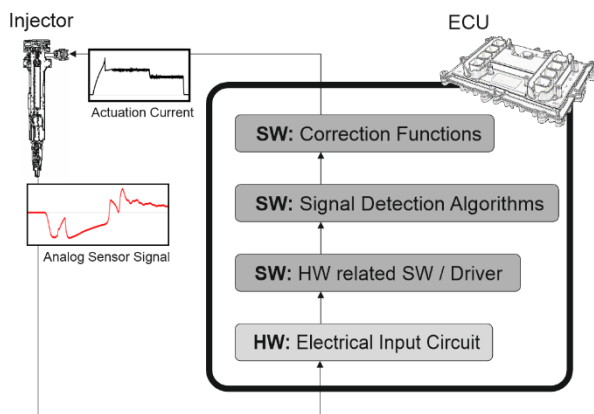 Injector
ECU
Actuation Current
SW: Correction Functions
SW: Signal Detection Algorithms
Analog Sensor Signal
SW: HW related SW / Driver
HW: Electrical Input Circuit